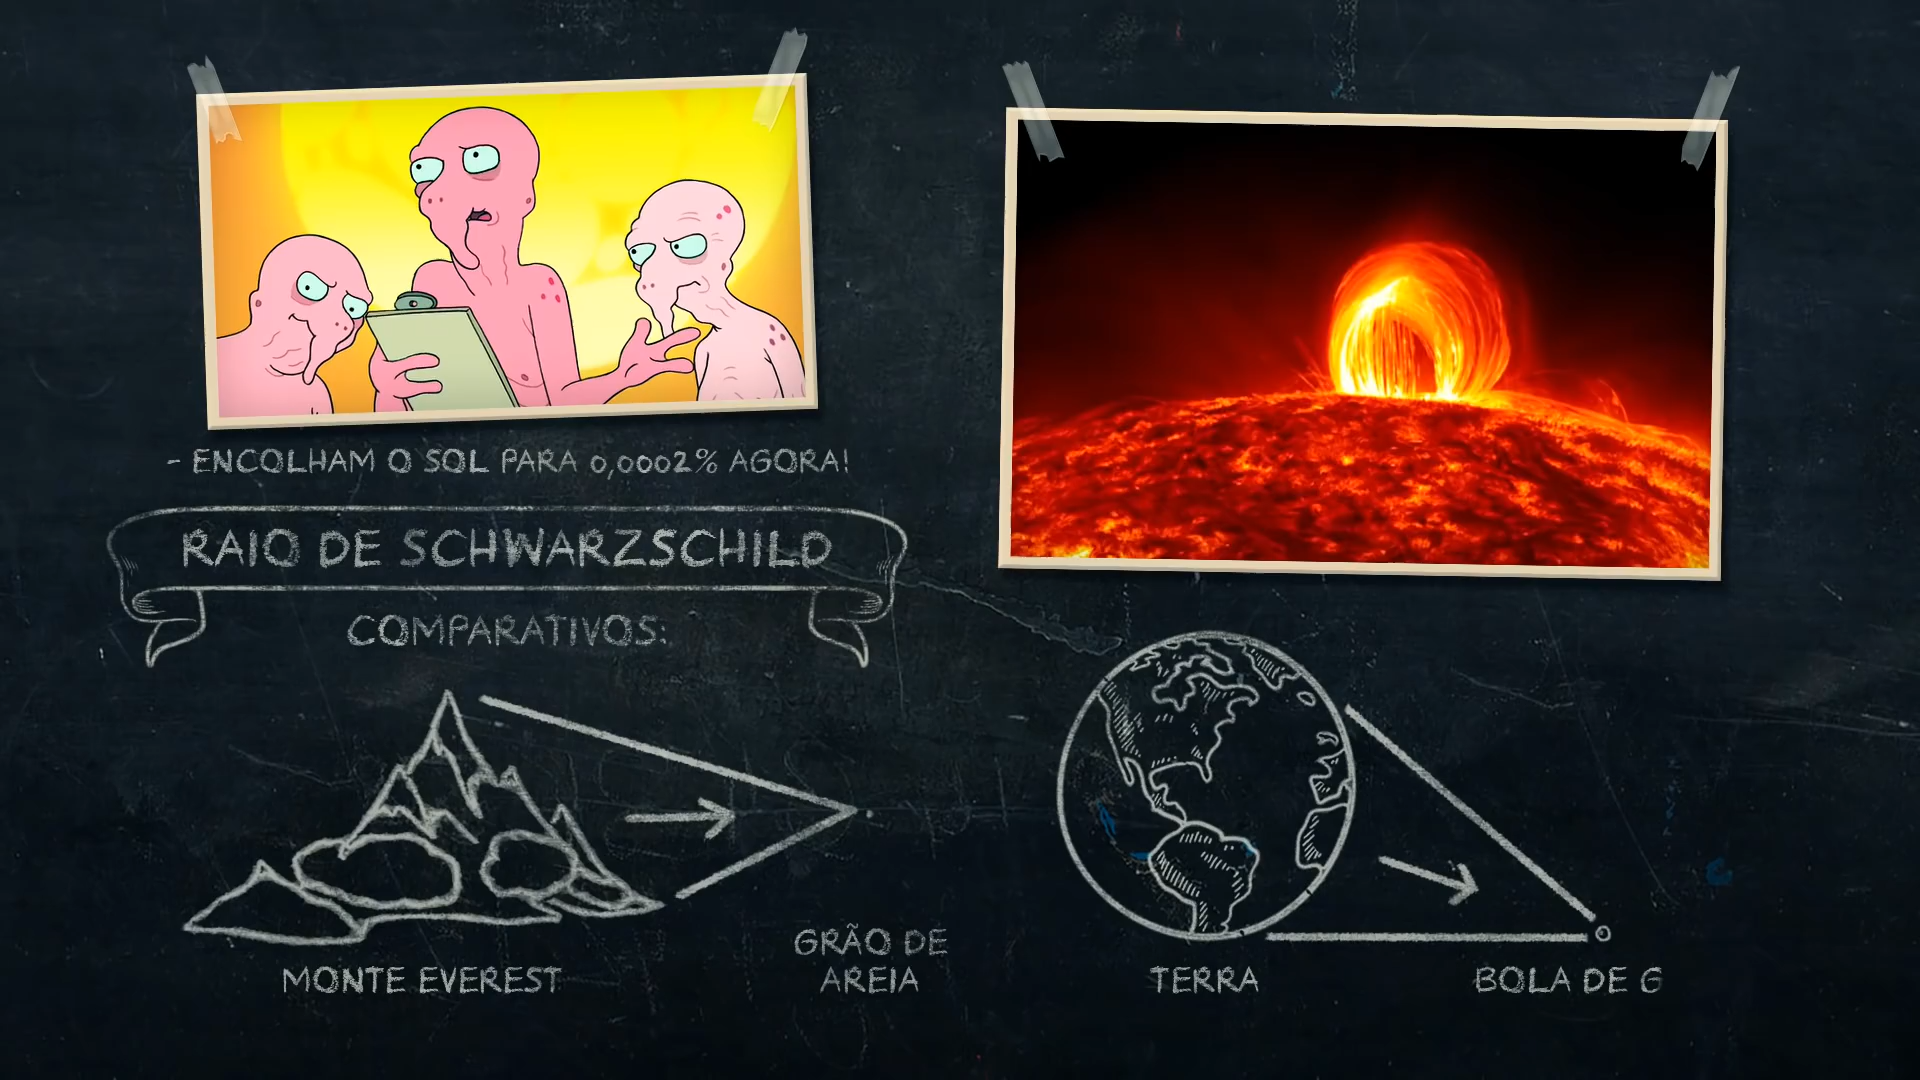 - ENCOLHAM O SOL PARA 0,0002% AGORA!
RAIO DE SCHWARZSCHILD
COMPARATIVOS:
MONTE EVEREST
GRÃO DE
AREIA
TERRA
BOLA DE G